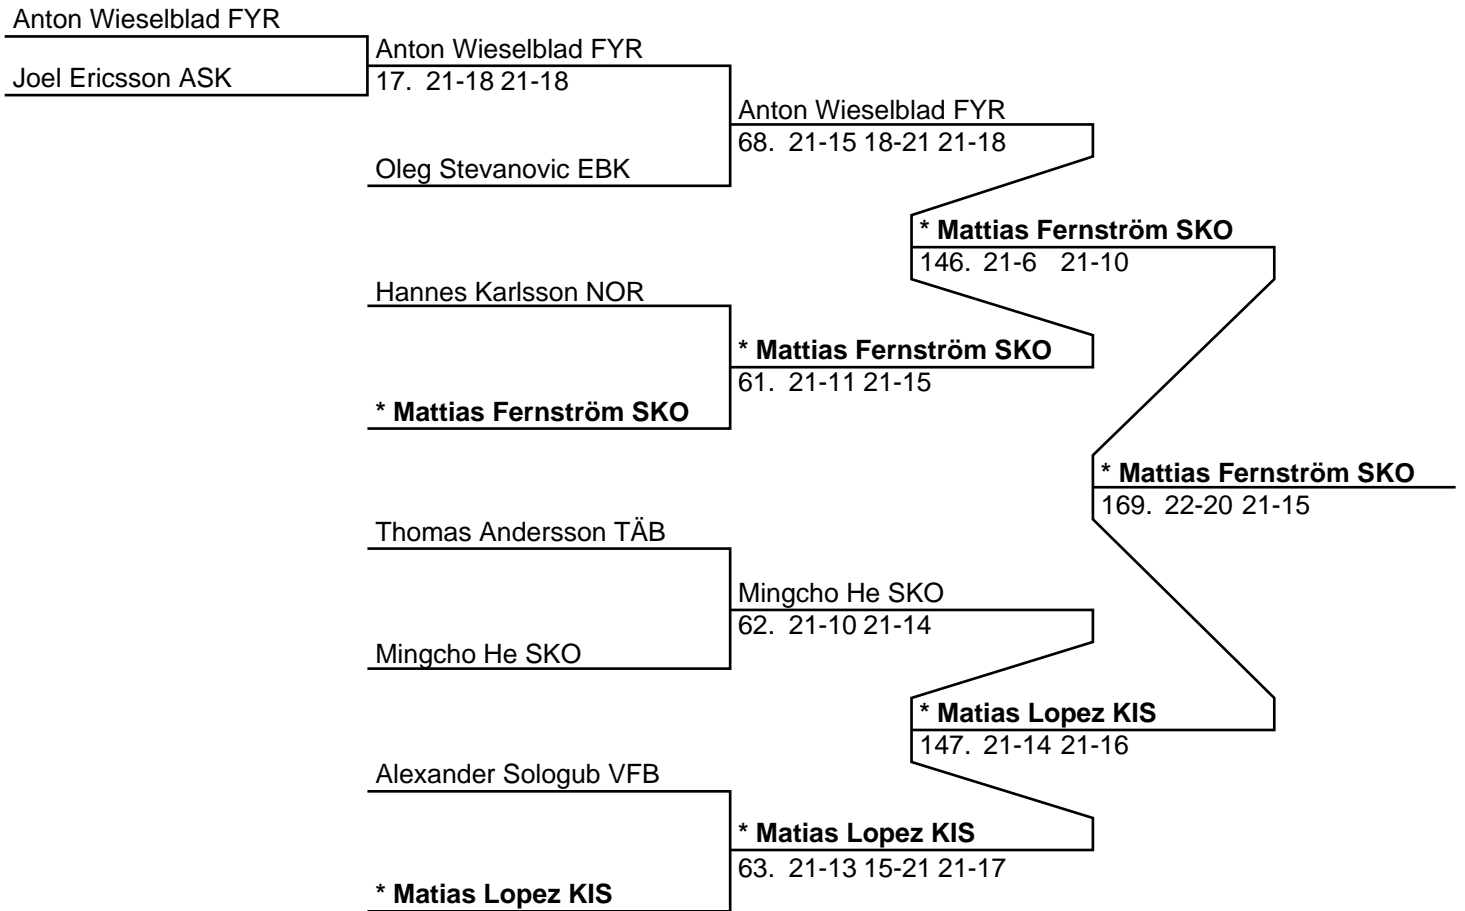 Anton Wieselblad FYR
Joel Ericsson ASK
Anton Wieselblad FYR
17. 21-18 21-18
Oleg Stevanovic EBK
Anton Wieselblad FYR
68. 21-15 18-21 21-18
Hannes Karlsson NOR
* Mattias Fernström SKO
* Mattias Fernström SKO
61. 21-11 21-15
* Mattias Fernström SKO
146. 21-6 21-10
Thomas Andersson TÄB
Mingcho He SKO
Mingcho He SKO
62. 21-10 21-14
Alexander Sologub VFB
* Matias Lopez KIS
* Matias Lopez KIS
63. 21-13 15-21 21-17
* Matias Lopez KIS
147. 21-14 21-16
* Mattias Fernström SKO
169. 22-20 21-15